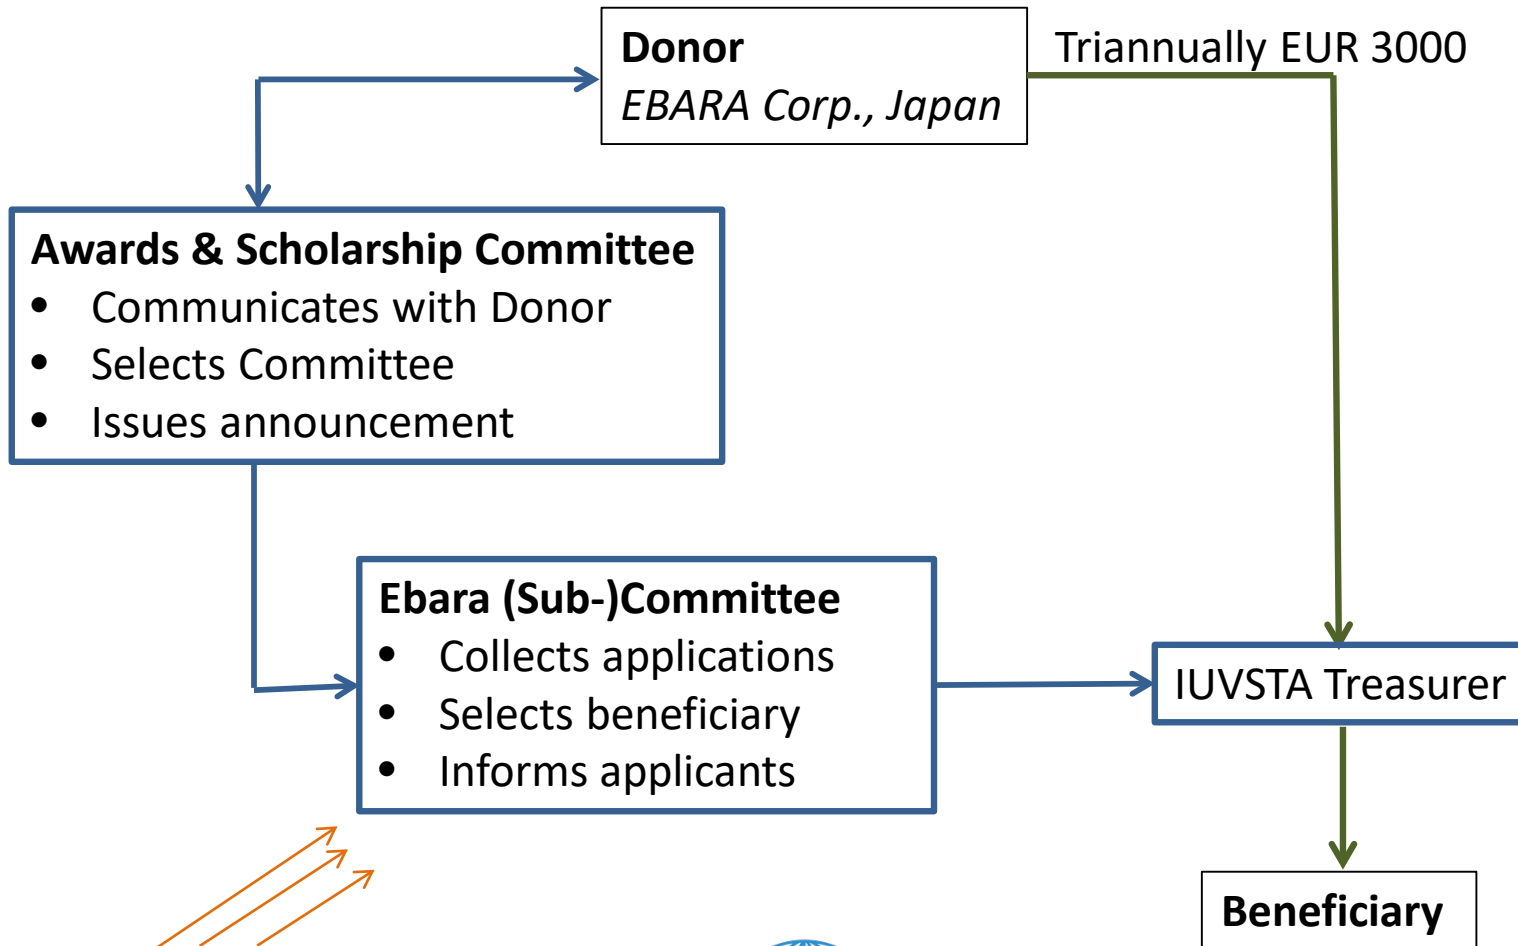 Donor
EBARA Corp., Japan
Triannually EUR 3000
Awards & Scholarship Committee
• Communicates with Donor
• Selects Committee
• Issues announcement
Ebara (Sub-)Committee
• Collects applications
• Selects beneficiary
• Informs applicants
IUVSTA Treasurer
Beneficiary